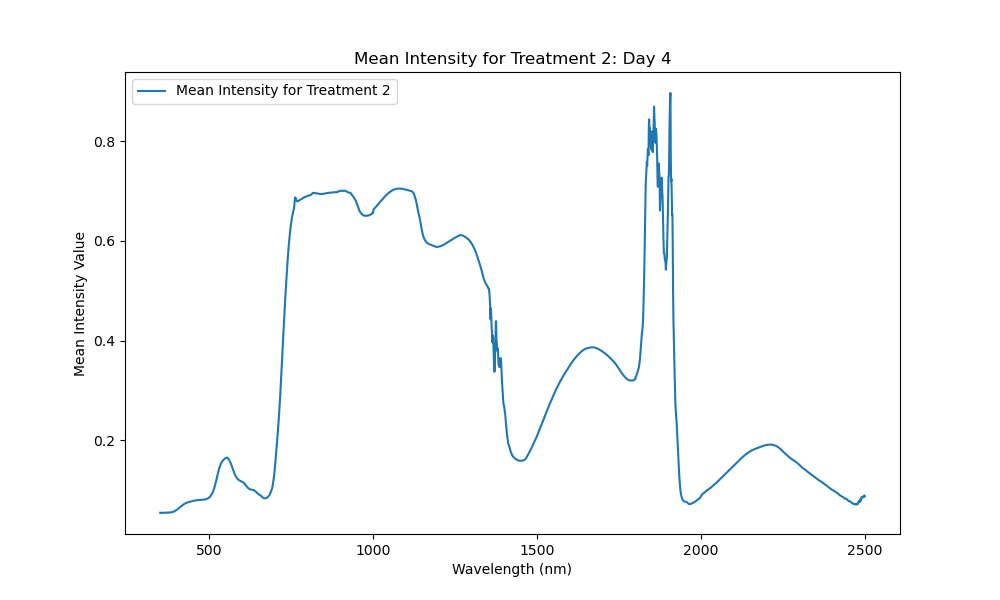 Mean Intensity for Treatment 2: Day 4
Mean Intensity for Treatment 2
Mean Intensity Value
0.8
0.6
0.4
0.2
500
1000
1500
2000
2500
Wavelength (nm)